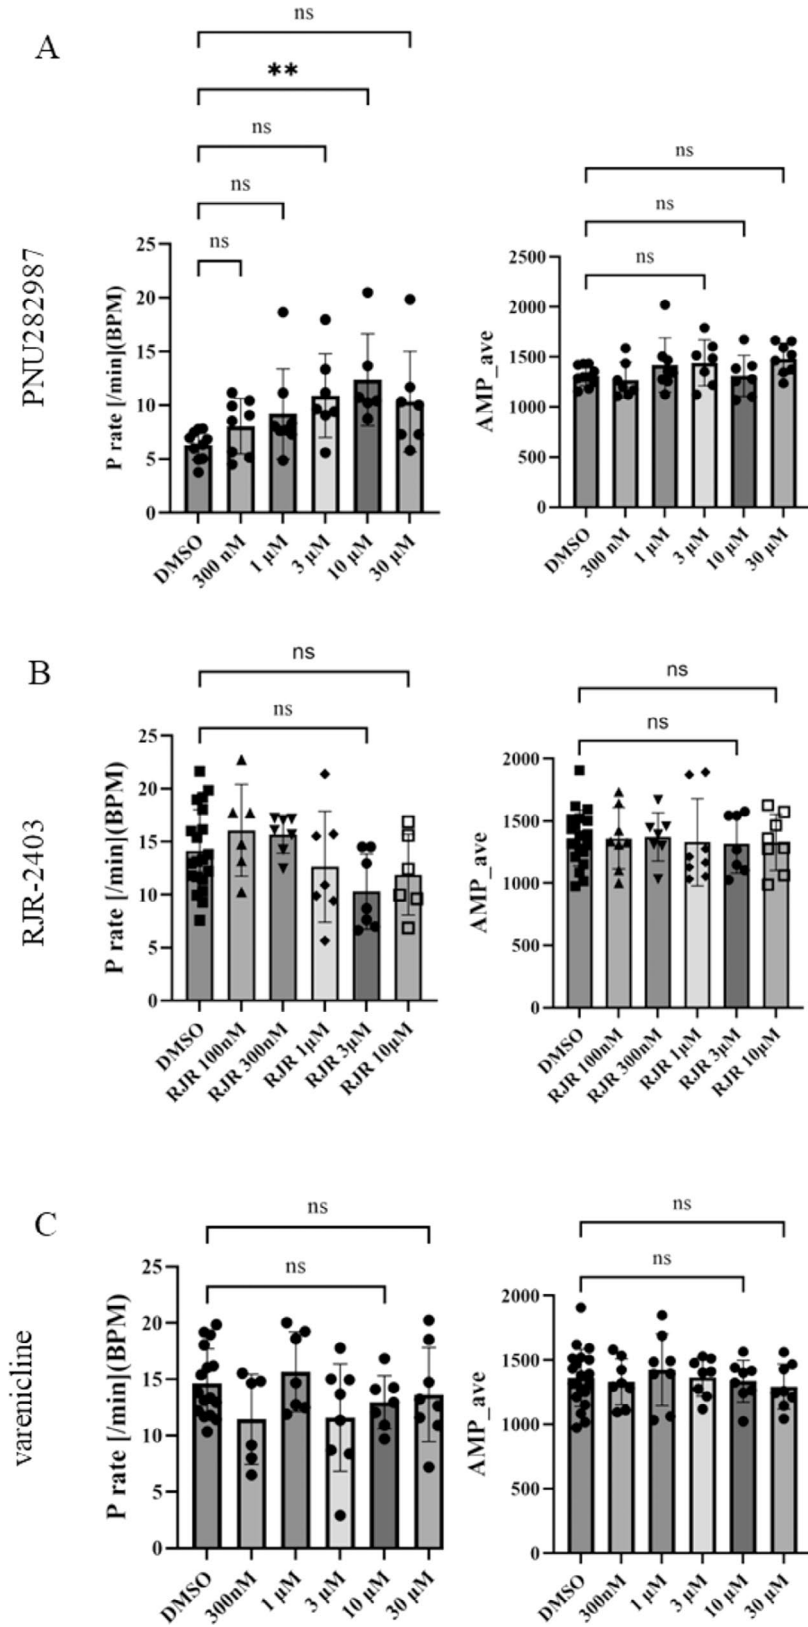 A
PNU282987
ns
**
ns
ns
ns
P rate [/min](BPM)
25
20
15
10
5
0
DMSO
300 nM
1 µM
3 µM
10 µM
30 µM
ns
ns
ns
AMP_ave
2500
2000
1500
1000
500
0
DMSO
300 nM
1 µM
3 µM
10 µM
30 µM
B
RJR-2403
ns
ns
P rate [/min](BPM)
25
20
15
10
5
0
DMSO
RJR 100nM
RJR 300nM
RJR 1µM
RJR 3µM
RJR 10µM
ns
ns
AMP_ave
2000
1500
1000
500
0
DMSO
RJR 100nM
RJR 300nM
RJR 1µM
RJR 3µM
RJR 10µM
C
varenicline
ns
ns
P rate [/min](BPM)
25
20
15
10
5
0
DMSO
300nM
1 µM
3 µM
10 µM
30 µM
ns
ns
AMP_ave
2000
1500
1000
500
0
DMSO
300nM
1 µM
3 µM
10 µM
30 µM